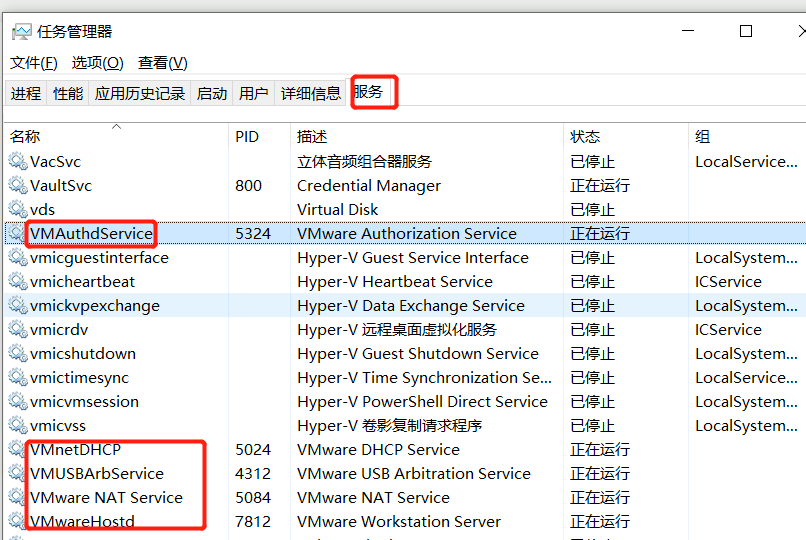 任务管理器
文件(F) 选项(O) 查看(V)
进程 性能 应用历史记录 启动 用户 详细信息 服务
名称 PID 描述 状态 组
VacSvc 立体音频组合器服务 已停止 LocalService...
VaultSvc 800 Credential Manager 正在运行
vds Virtual Disk 已停止
VMAuthdService 5324 VMware Authorization Service 正在运行
vmicguestinterface Hyper-V Guest Service Interface 已停止 LocalSystem...
vmicheartbeat Hyper-V Heartbeat Service 已停止 ICService
vmickvpexchange Hyper-V Data Exchange Service 已停止 LocalSystem...
vmicrdv Hyper-V 远程桌面虚拟化服务 已停止 ICService
vmicshutdown Hyper-V Guest Shutdown Service 已停止 LocalSystem...
vmictimesync Hyper-V Time Synchronization Se... 已停止 LocalService...
vmicvmsession Hyper-V PowerShell Direct Service 已停止 LocalSystem...
vmicvss Hyper-V 卷影复制请求程序 已停止 LocalSystem...
VMnetDHCP 5024 VMware DHCP Service 正在运行
VMUSBArbService 4312 VMware USB Arbitration Service 正在运行
VMware NAT Service 5084 VMware NAT Service 正在运行
VMwareHostd 7812 VMware Workstation Server 正在运行